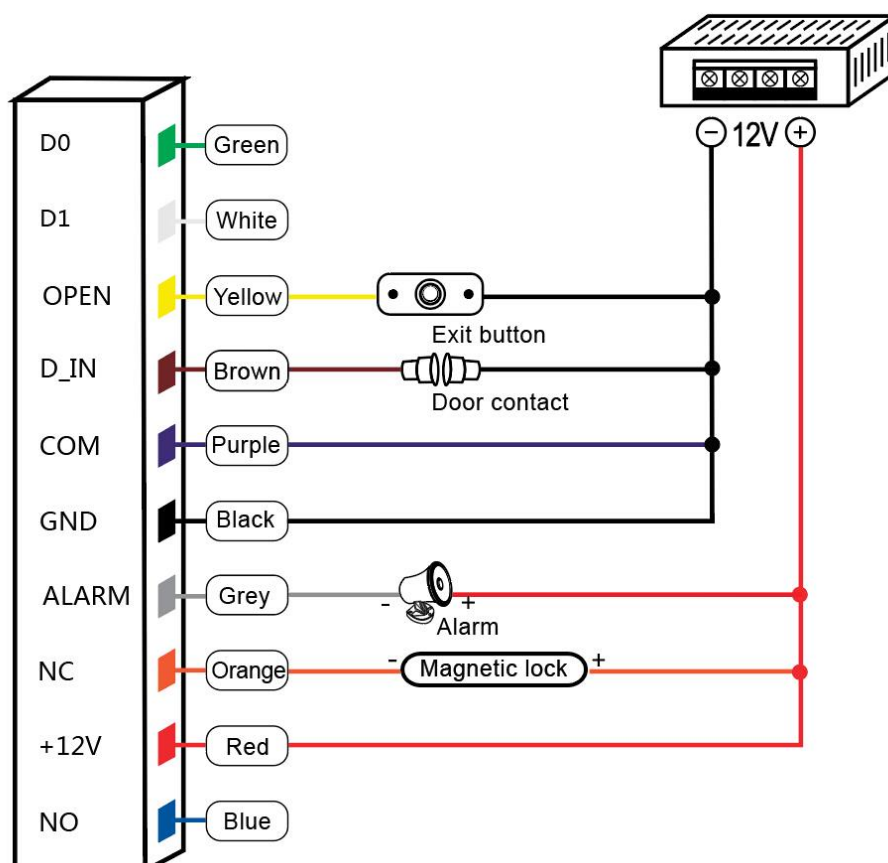 − 12V +
D0 Green
D1 White
OPEN Yellow
Exit button
D_IN Brown
Door contact
COM Purple
GND Black
ALARM Grey - +
Alarm
NC Orange - Magnetic lock +
+12V Red
NO Blue